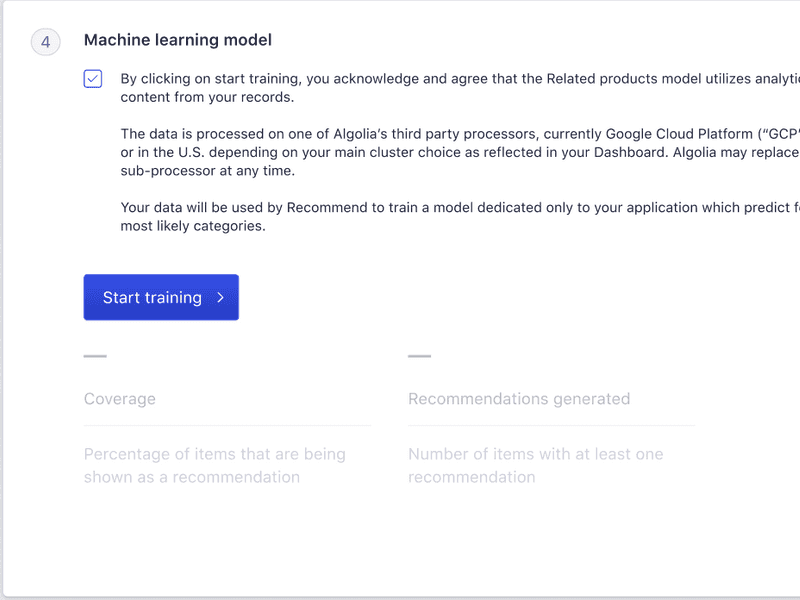 4
Machine learning model
By clicking on start training, you acknowledge and agree that the Related products model utilizes
content from your records.
The data is processed on one of Algolia's third party processors, currently Google Cloud Platform ("GCP"
or in the U.S. depending on your main cluster choice as reflected in your Dashboard. Algolia may replace
sub-processor at any time.
Your data will be used by Recommend to train a model dedicated only to your application which predict
most likely categories.
Start training
Coverage
Recommendations generated
Percentage of items that are being
shown as a recommendation
Number of items with at least one
recommendation